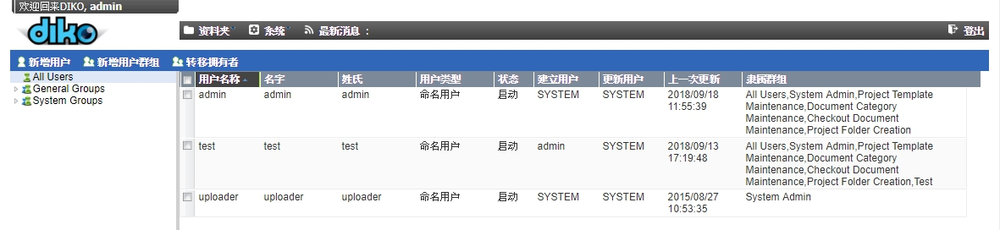 欢迎回来DIKO, admin
diko
资料夹 系统 最新消息 : 登出
新增用户 新增用户群组 转移拥有者
All Users
General Groups
System Groups
用户名称 名字 姓氏 用户类型 状态 建立用户 更新用户 上一次更新 隶属群组
admin admin admin 命名用户 启动 SYSTEM SYSTEM 2018/09/18 All Users,System Admin,Project Template
11:55:39 Maintenance,Document Category
Maintenance,Checkout Document
Maintenance,Project Folder Creation
test test test 命名用户 启动 admin SYSTEM 2018/09/13 All Users,System Admin,Project Template
17:19:48 Maintenance,Document Category
Maintenance,Checkout Document
Maintenance,Project Folder Creation,Test
uploader uploader uploader 命名用户 启动 SYSTEM SYSTEM 2015/08/27 System Admin
10:53:35